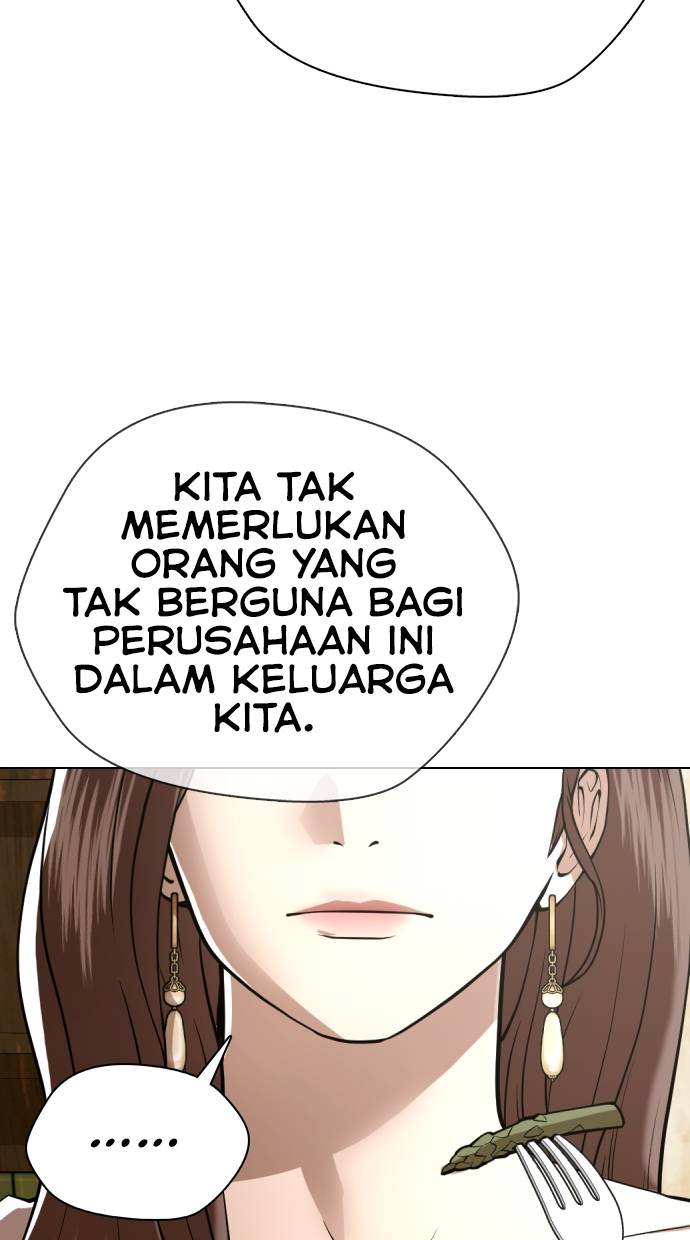 KITA TAK
MEMERLUKAN
ORANG YANG
TAK BERGUNA BAGI
PERUSAHAAN INI
DALAM KELUARGA
KITA.
......